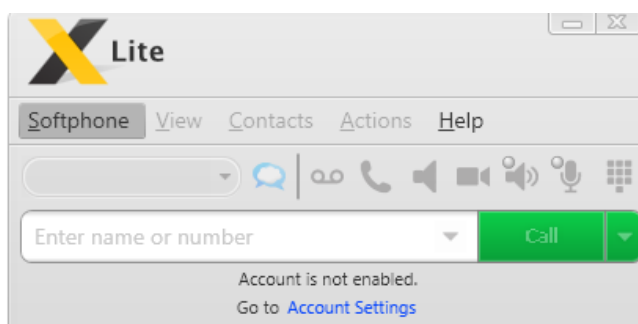 X Lite
Softphone View Contacts Actions Help
Enter name or number Call
Account is not enabled.
Go to Account Settings